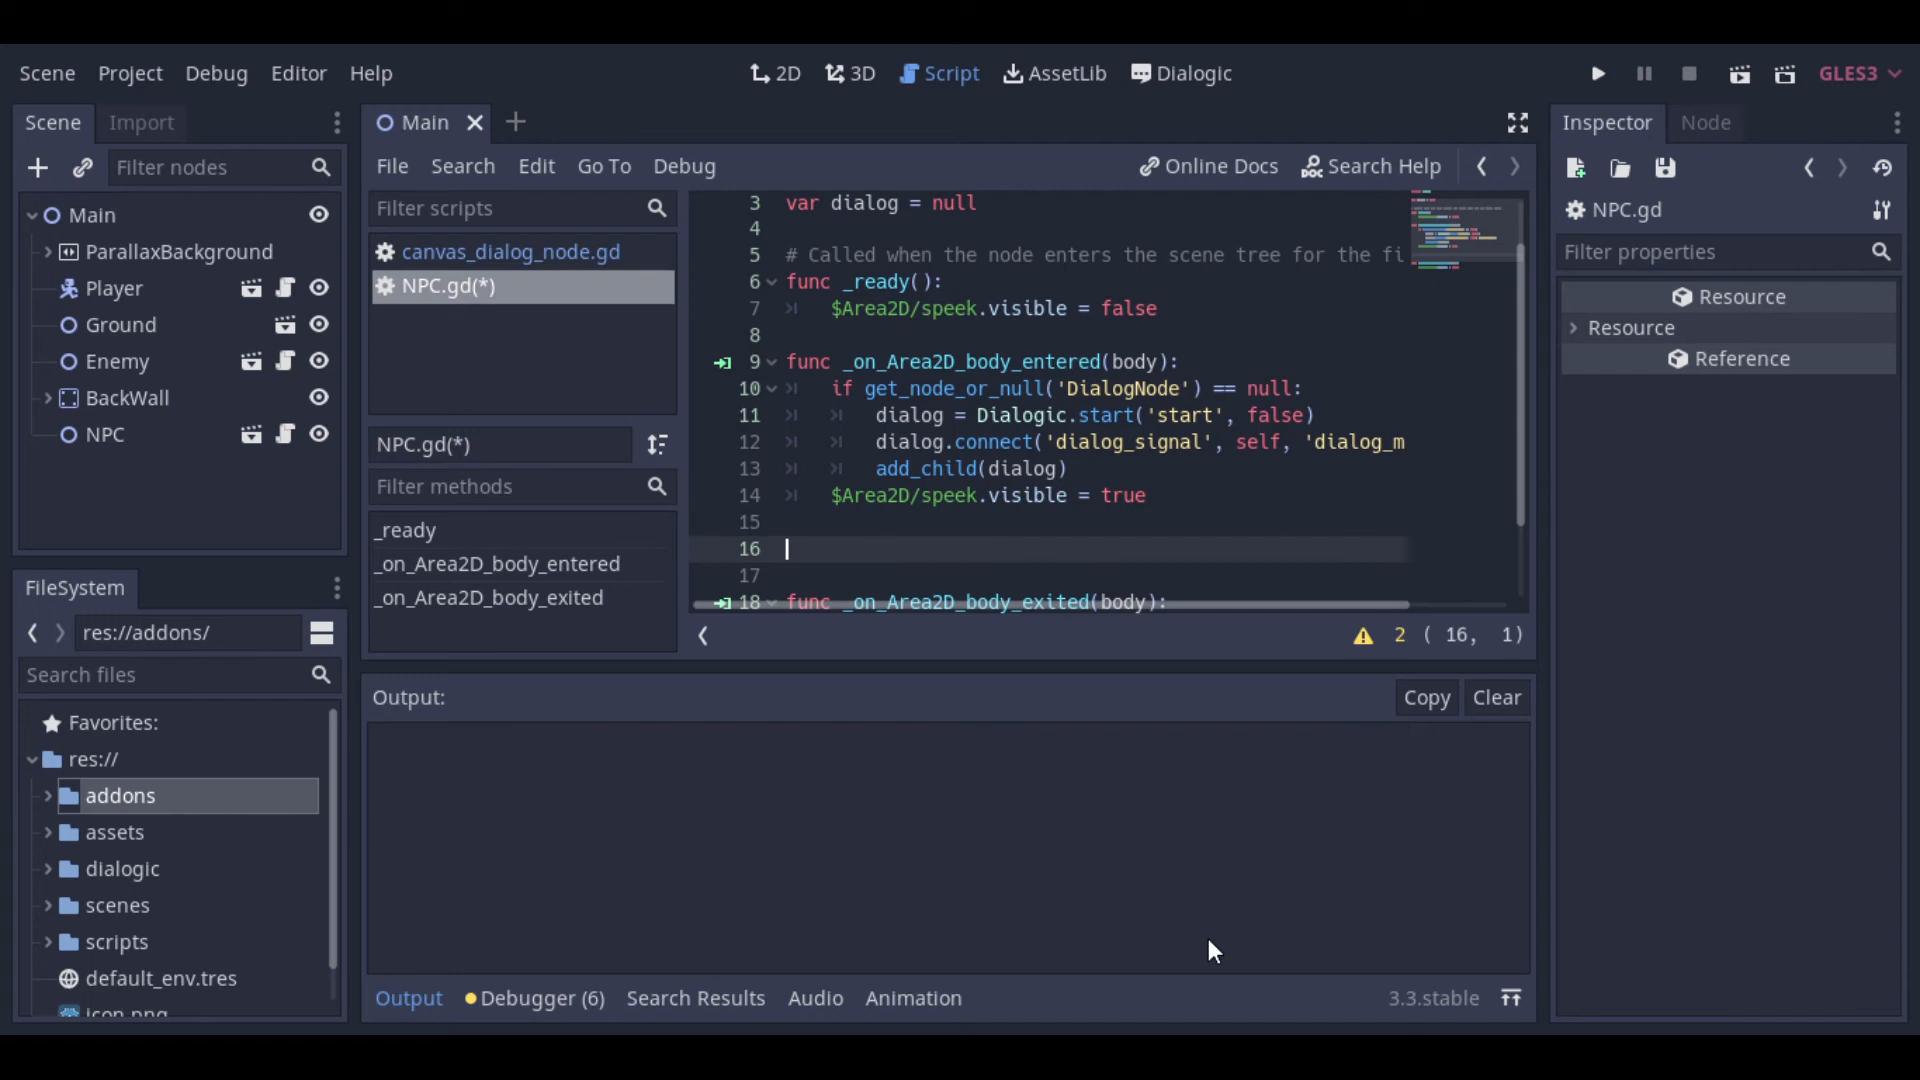 Scene Project Debug Editor Help
2D 3D Script AssetLib Dialogic
GLES3
Scene Import
Filter nodes
Main
ParallaxBackground
Player
Ground
Enemy
BackWall
NPC
FileSystem
res://addons/
Search files
Favorites:
res://
addons
assets
dialogic
scenes
scripts
default_env.tres
icon.png
Main
File Search Edit Go To Debug
Online Docs Search Help
Filter scripts
canvas_dialog_node.gd
NPC.gd(*)
NPC.gd(*)
Filter methods
_ready
_on_Area2D_body_entered
_on_Area2D_body_exited
3 var dialog = null
4
5 # Called when the node enters the scene tree for the fi
6 func _ready():
7 $Area2D/speek.visible = false
8
9 func _on_Area2D_body_entered(body):
10 if get_node_or_null('DialogNode') == null:
11 dialog = Dialogic.start('start', false)
12 dialog.connect('dialog_signal', self, 'dialog_m
13 add_child(dialog)
14 $Area2D/speek.visible = true
15
16
17
18 func _on_Area2D_body_exited(body):
2 ( 16, 1)
Output:
Copy Clear
Output Debugger (6) Search Results Audio Animation
3.3.stable
Inspector Node
NPC.gd
Filter properties
Resource
Resource
Reference